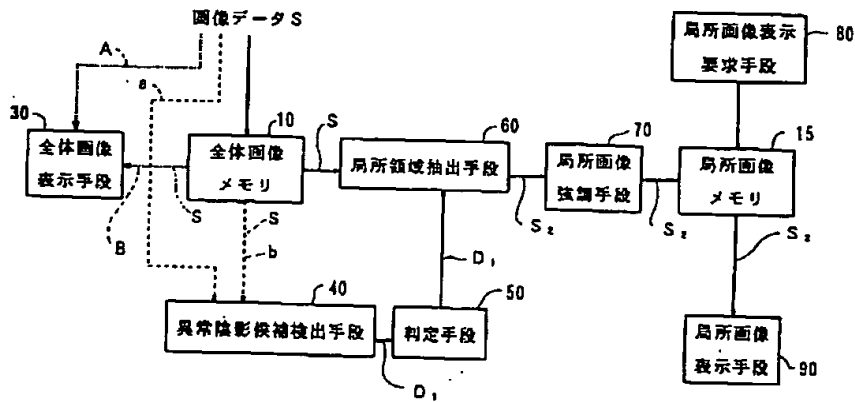 画像データS
A
a
30
全体画像
表示手段
10
全体画像
メモリ
S
60
局所領域抽出手段
70
局所画像
強調手段
80
局所画像表示
要求手段
15
局所画像
メモリ
B
S
S
b
S₂
S₂
S₂
D₁
40
異常陰影候補検出手段
50
判定手段
D₁
局所画像
表示手段
90